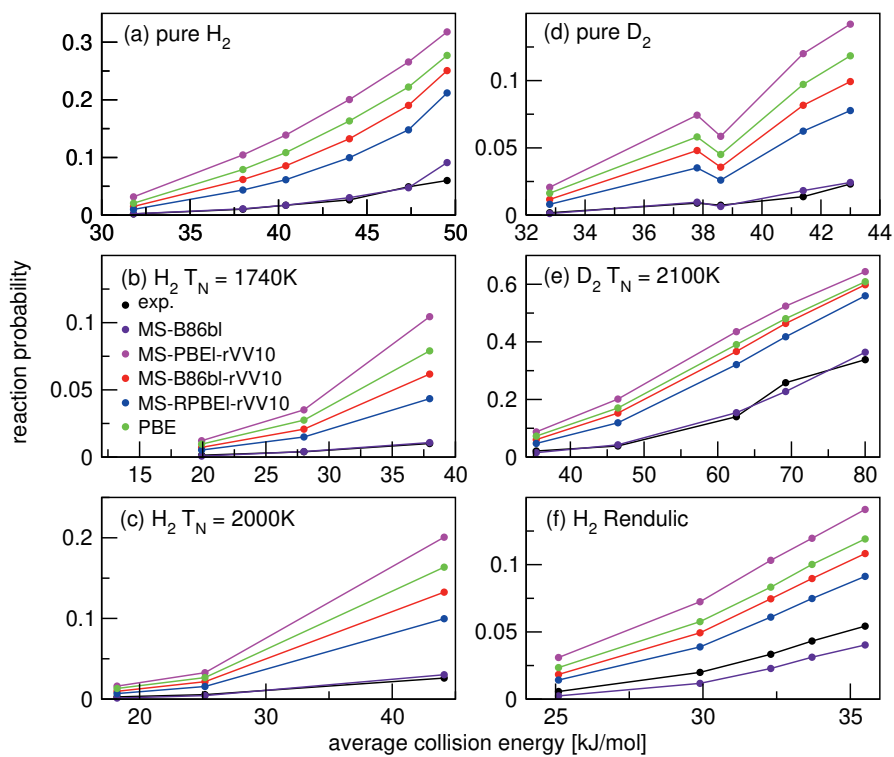 (a) pure H2
0.3
0.2
0.1
0
30 35 40 45 50
(d) pure D2
0.1
0.05
0
32 34 36 38 40 42 44
(b) H2 TN = 1740K
exp.
MS-B86bl
MS-PBEl-rVV10
MS-B86bl-rVV10
MS-RPBEl-rVV10
PBE
0.1
0.05
0
15 20 25 30 35 40
(e) D2 TN = 2100K
0.6
0.4
0.2
0
40 50 60 70 80
(c) H2 TN = 2000K
0.2
0.1
0
20 30 40
(f) H2 Rendulic
0.1
0.05
0
25 30 35
reaction probability
average collision energy [kJ/mol]